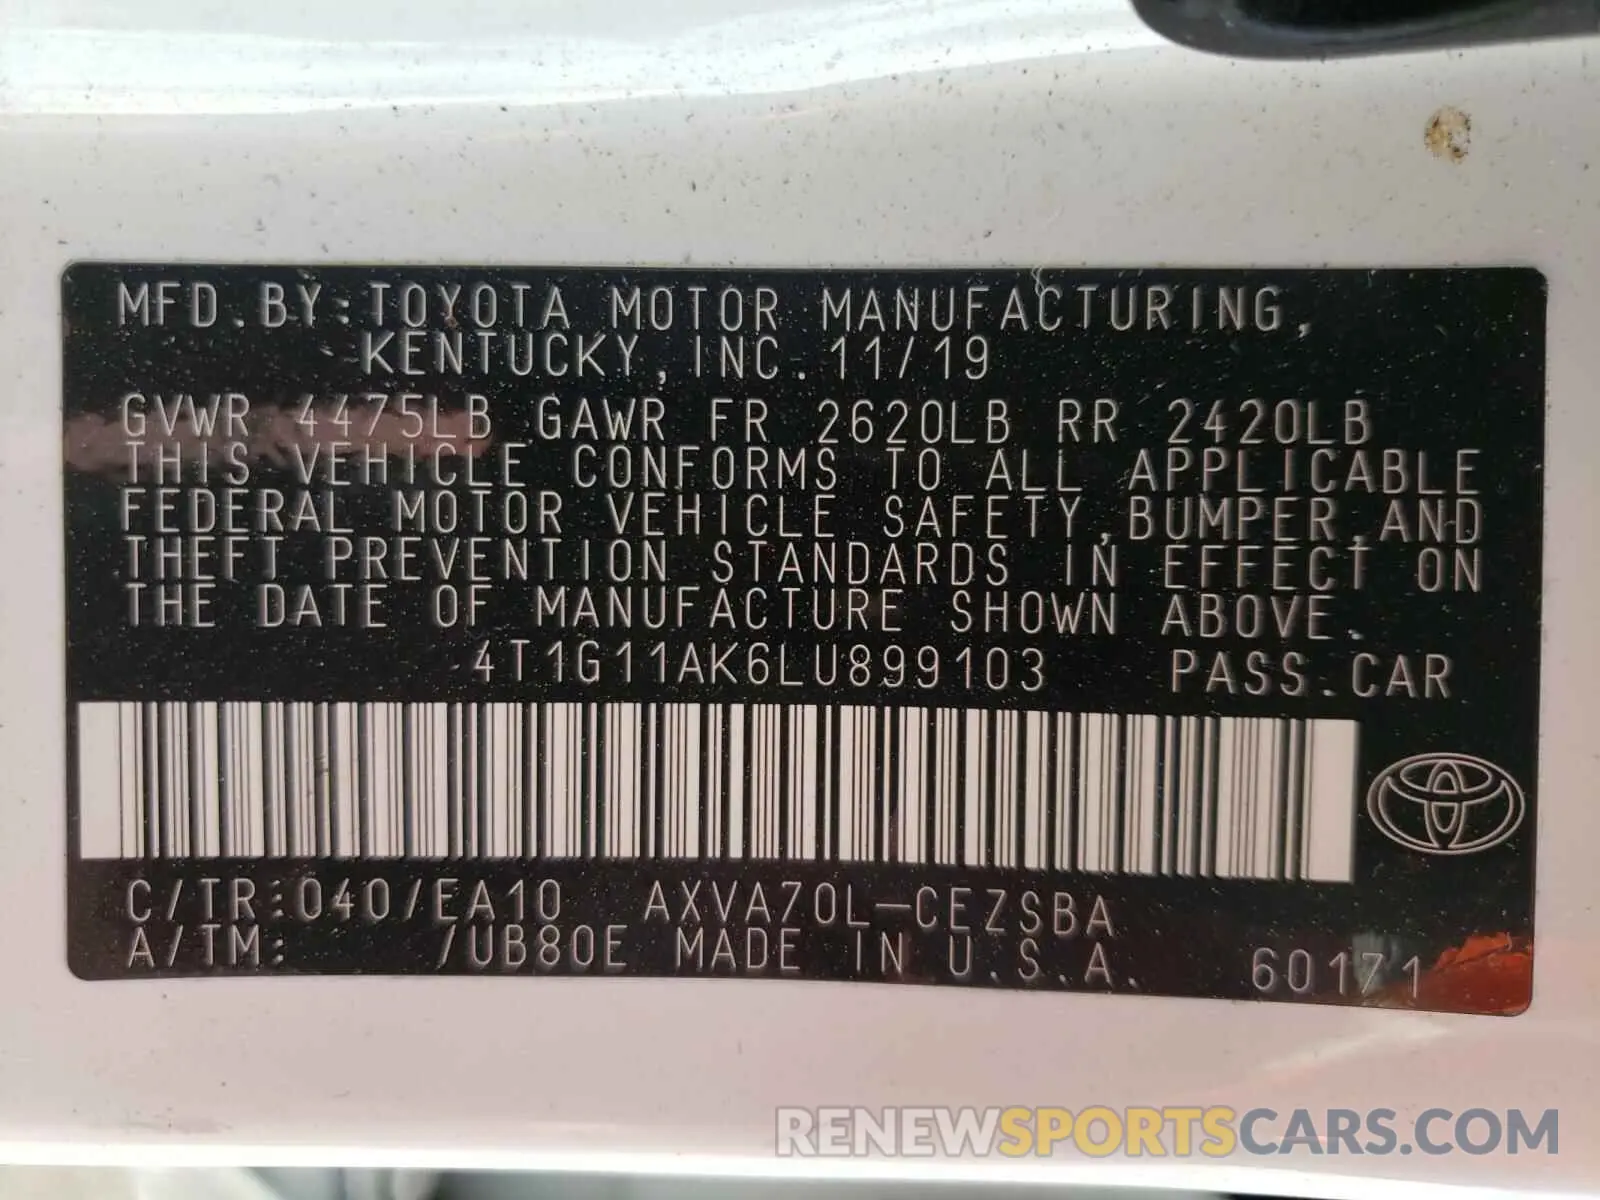 MFD. BY: TOYOTA MOTOR MANUFACTURING,
KENTUCKY, INC. 11/19
GVWR 4475LB GAWR FR 2620LB RR 2420LB
THIS VEHICLE CONFORMS TO ALL APPLICABLE
FEDERAL MOTOR VEHICLE SAFETY, BUMPER, AND
THEFT PREVENTION STANDARDS IN EFFECT ON
THE DATE OF MANUFACTURE SHOWN ABOVE.
4T1G11AK6LU899103 PASS. CAR
C/TR: 040/EA10 AXVA70L-CEZSBA
A/TM: /UB80E MADE IN U.S.A. 60171
RENEWSPORTSCARS.COM